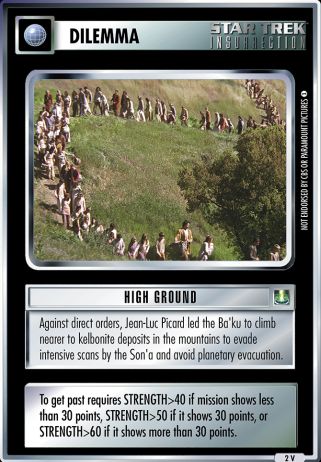 DILEMMA
STAR TREK
INSURRECTION
NOT ENDORSED BY CBS OR PARAMOUNT PICTURES
HIGH GROUND
Against direct orders, Jean-Luc Picard led the Ba'ku to climb
nearer to kelbonite deposits in the mountains to evade
intensive scans by the Son'a and avoid planetary evacuation.
To get past requires STRENGTH>40 if mission shows less
than 30 points, STRENGTH>50 if it shows 30 points, or
STRENGTH>60 if it shows more than 30 points.
2 V